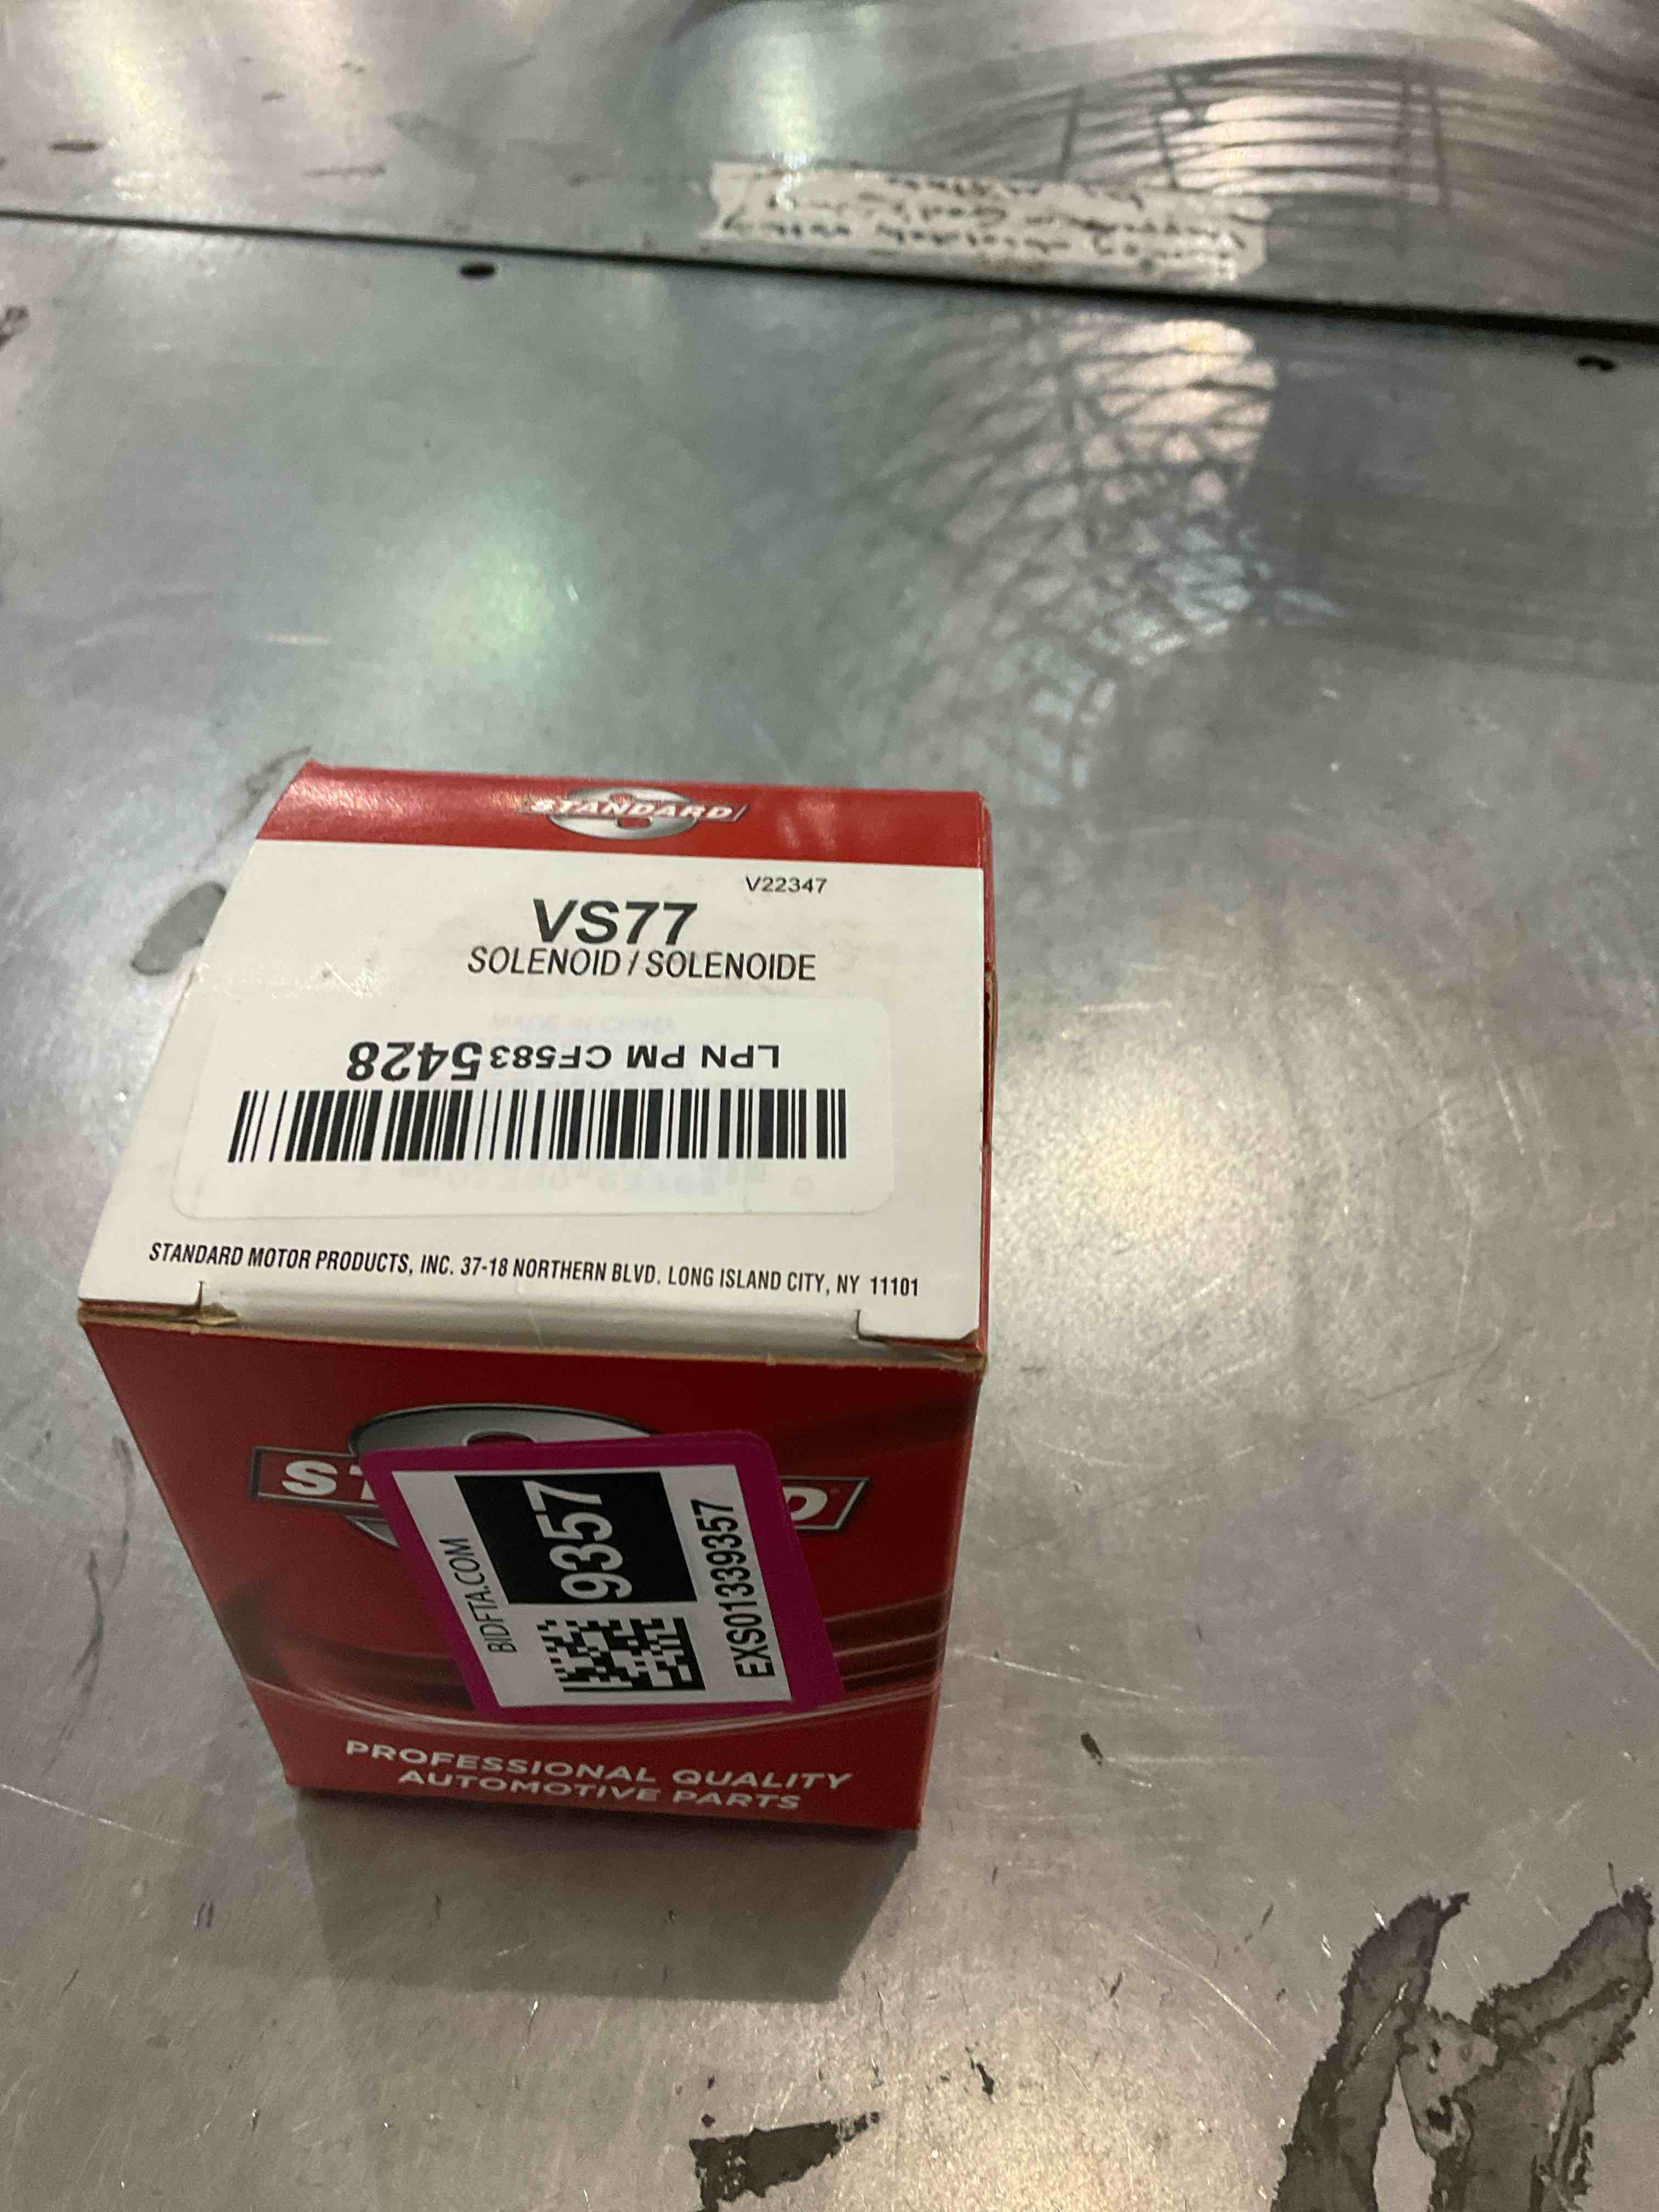 STANDARD
V22347
VS77
SOLENOID / SOLENOIDE
MADE IN CHINA
LPN PM CF5835428
STANDARD MOTOR PRODUCTS, INC. 37-18 NORTHERN BLVD. LONG ISLAND CITY, NY 11101
BIDFTA.COM
9357
EXS01339357
PROFESSIONAL QUALITY
AUTOMOTIVE PARTS